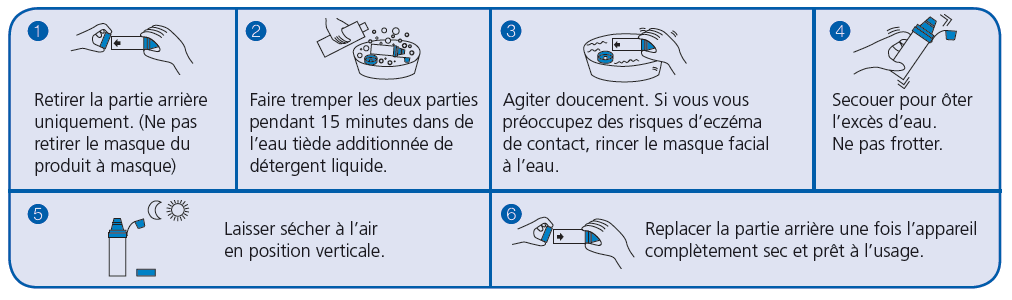 1
Retirer la partie arrière
uniquement. (Ne pas
retirer le masque du
produit à masque)
2
Faire tremper les deux parties
pendant 15 minutes dans de
l'eau tiède additionnée de
détergent liquide.
3
Agiter doucement. Si vous vous
préoccupez des risques d'eczéma
de contact, rincer le masque facial
à l'eau.
4
Secouer pour ôter
l'excès d'eau.
Ne pas frotter.
5
Laisser sécher à l'air
en position verticale.
6
Replacer la partie arrière une fois l'appareil
complètement sec et prêt à l'usage.